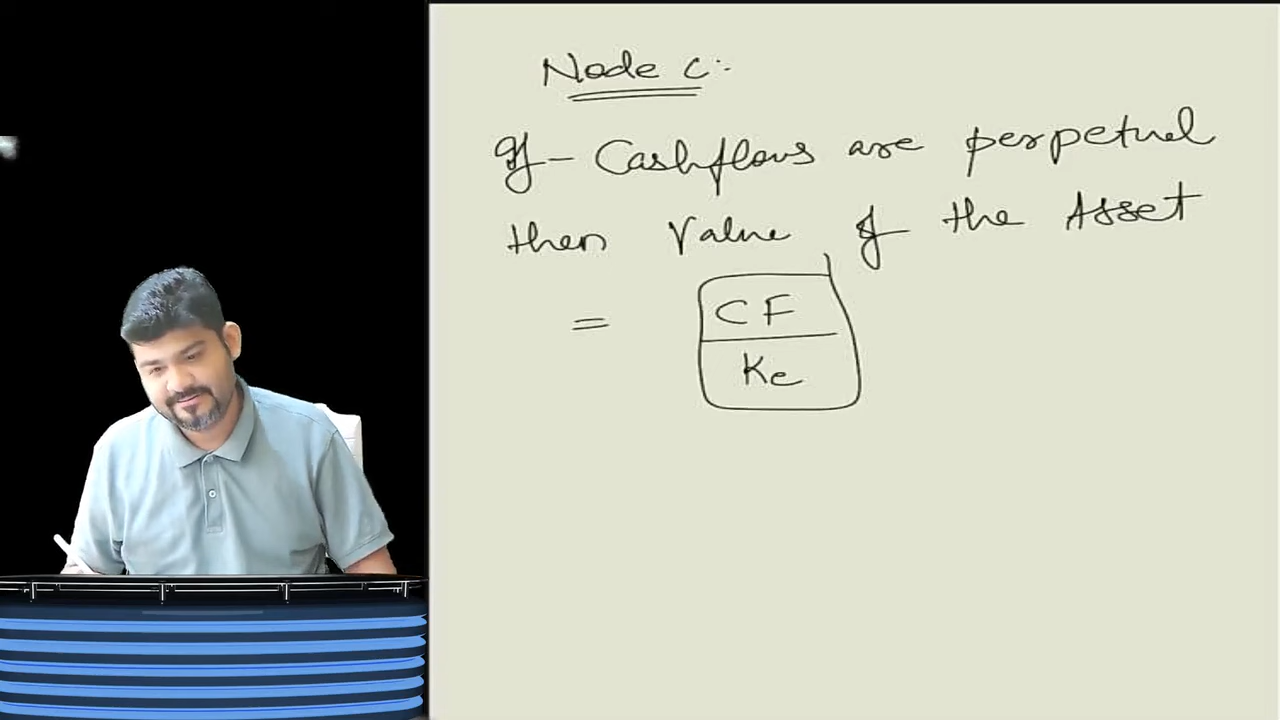 Node C:-
If Cashflows are perpetual
then Value of the Asset
= CF
Ke